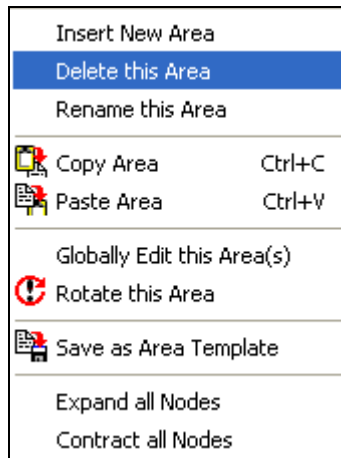 Insert New Area
Delete this Area
Rename this Area
Copy Area Ctrl+C
Paste Area Ctrl+V
Globally Edit this Area(s)
Rotate this Area
Save as Area Template
Expand all Nodes
Contract all Nodes